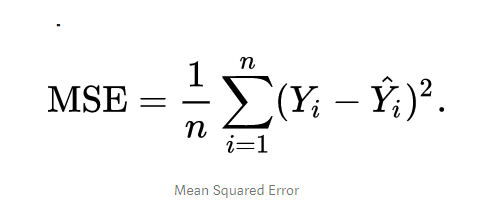 MSE = \frac{1}{n} \sum_{i=1}^{n} (Y_i - \hat{Y}_i)^2.
Mean Squared Error